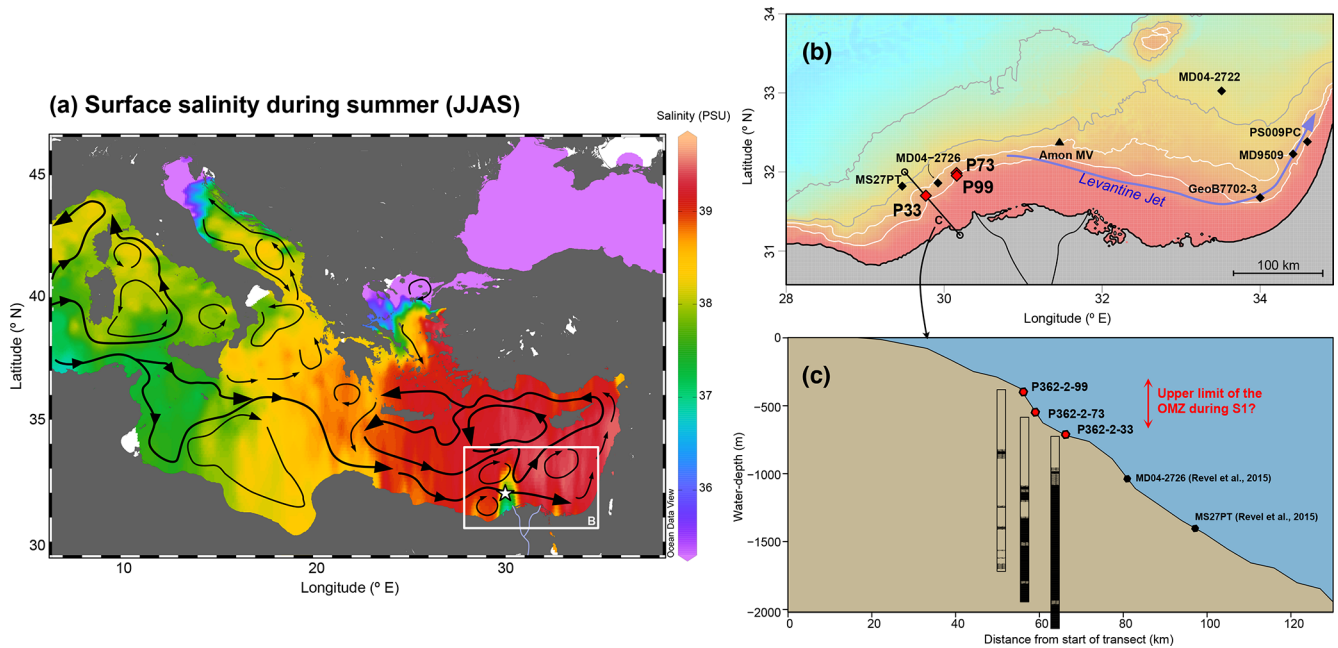 (a) Surface salinity during summer (JJAS)
Salinity (PSU)
45
40
35
30
Latitude (º N)
10
20
30
Longitude (º E)
B
Ocean Data View
39
38
37
36
(b)
34
33
32
31
Latitude (º N)
MD04-2722
PS009PC
MD9509
GeoB7702-3
Amon MV
Levantine Jet
MD04−2726
MS27PT
P73
P99
P33
C
100 km
28
30
32
34
Longitude (º E)
(c)
0
−500
−1000
−1500
−2000
Water-depth (m)
P362-2-99
P362-2-73
P362-2-33
Upper limit of the
OMZ during S1?
MD04-2726 (Revel et al., 2015)
MS27PT (Revel et al., 2015)
0
20
40
60
80
100
120
Distance from start of transect (km)